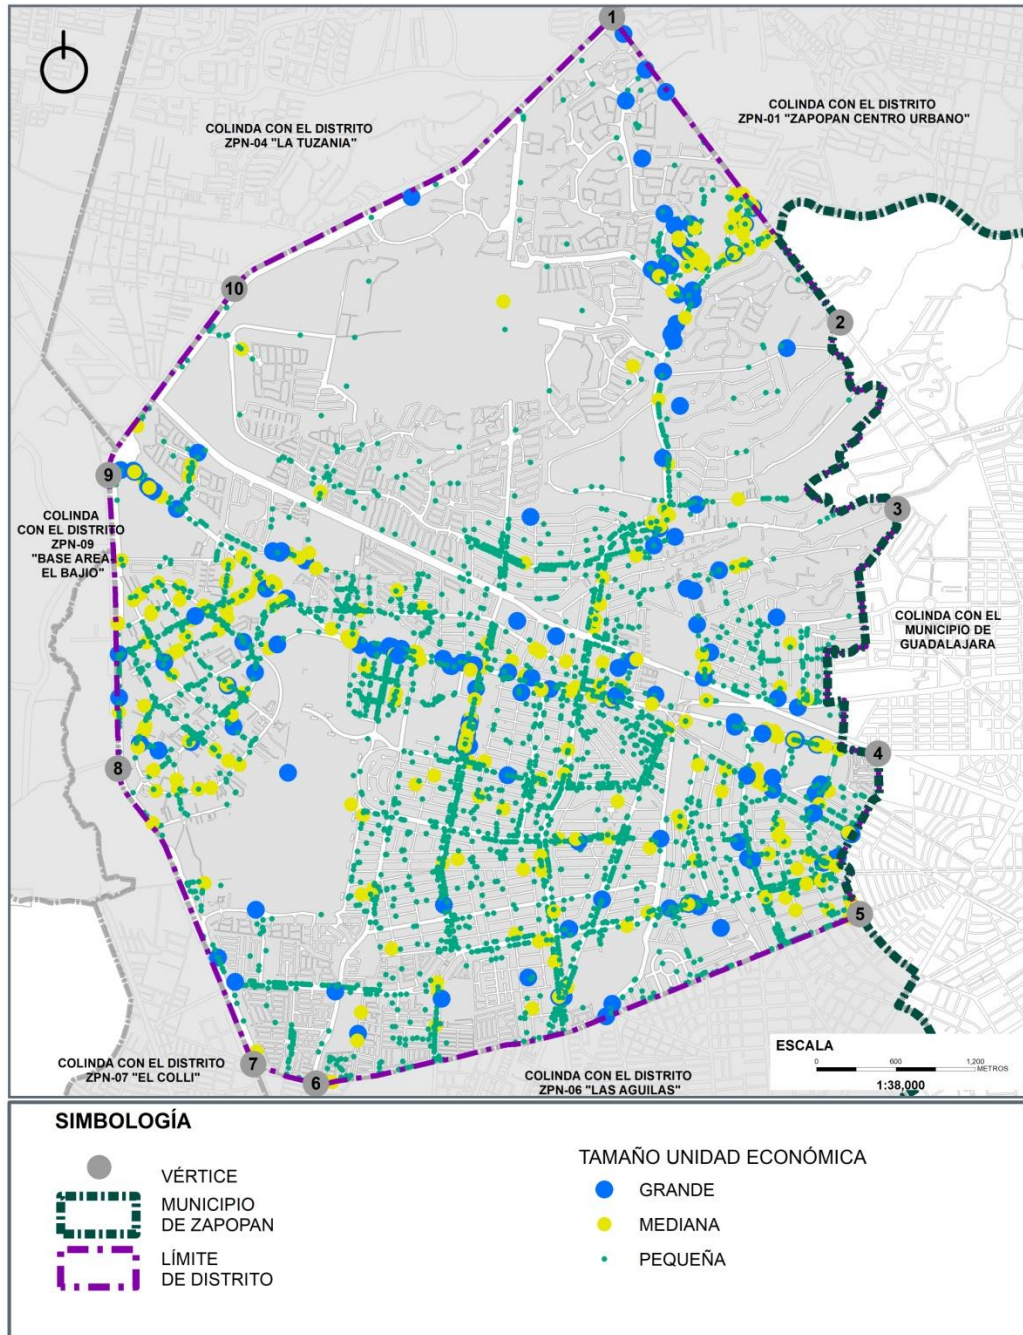 1
COLINDA CON EL DISTRITO
ZPN-01 "ZAPOPAN CENTRO URBANO"
COLINDA CON EL DISTRITO
ZPN-04 "LA TUZANIA"
10
2
9
COLINDA
CON EL DISTRITO
ZPN-09
"BASE AREA
EL BAJIO"
3
COLINDA CON EL
MUNICIPIO DE
GUADALAJARA
4
8
5
ESCALA
0 600 1,200
METROS
1:38,000
7
COLINDA CON EL DISTRITO
ZPN-07 "EL COLLI"
6
COLINDA CON EL DISTRITO
ZPN-06 "LAS AGUILAS"
SIMBOLOGÍA
VÉRTICE
MUNICIPIO
DE ZAPOPAN
LÍMITE
DE DISTRITO
TAMAÑO UNIDAD ECONÓMICA
GRANDE
MEDIANA
PEQUEÑA